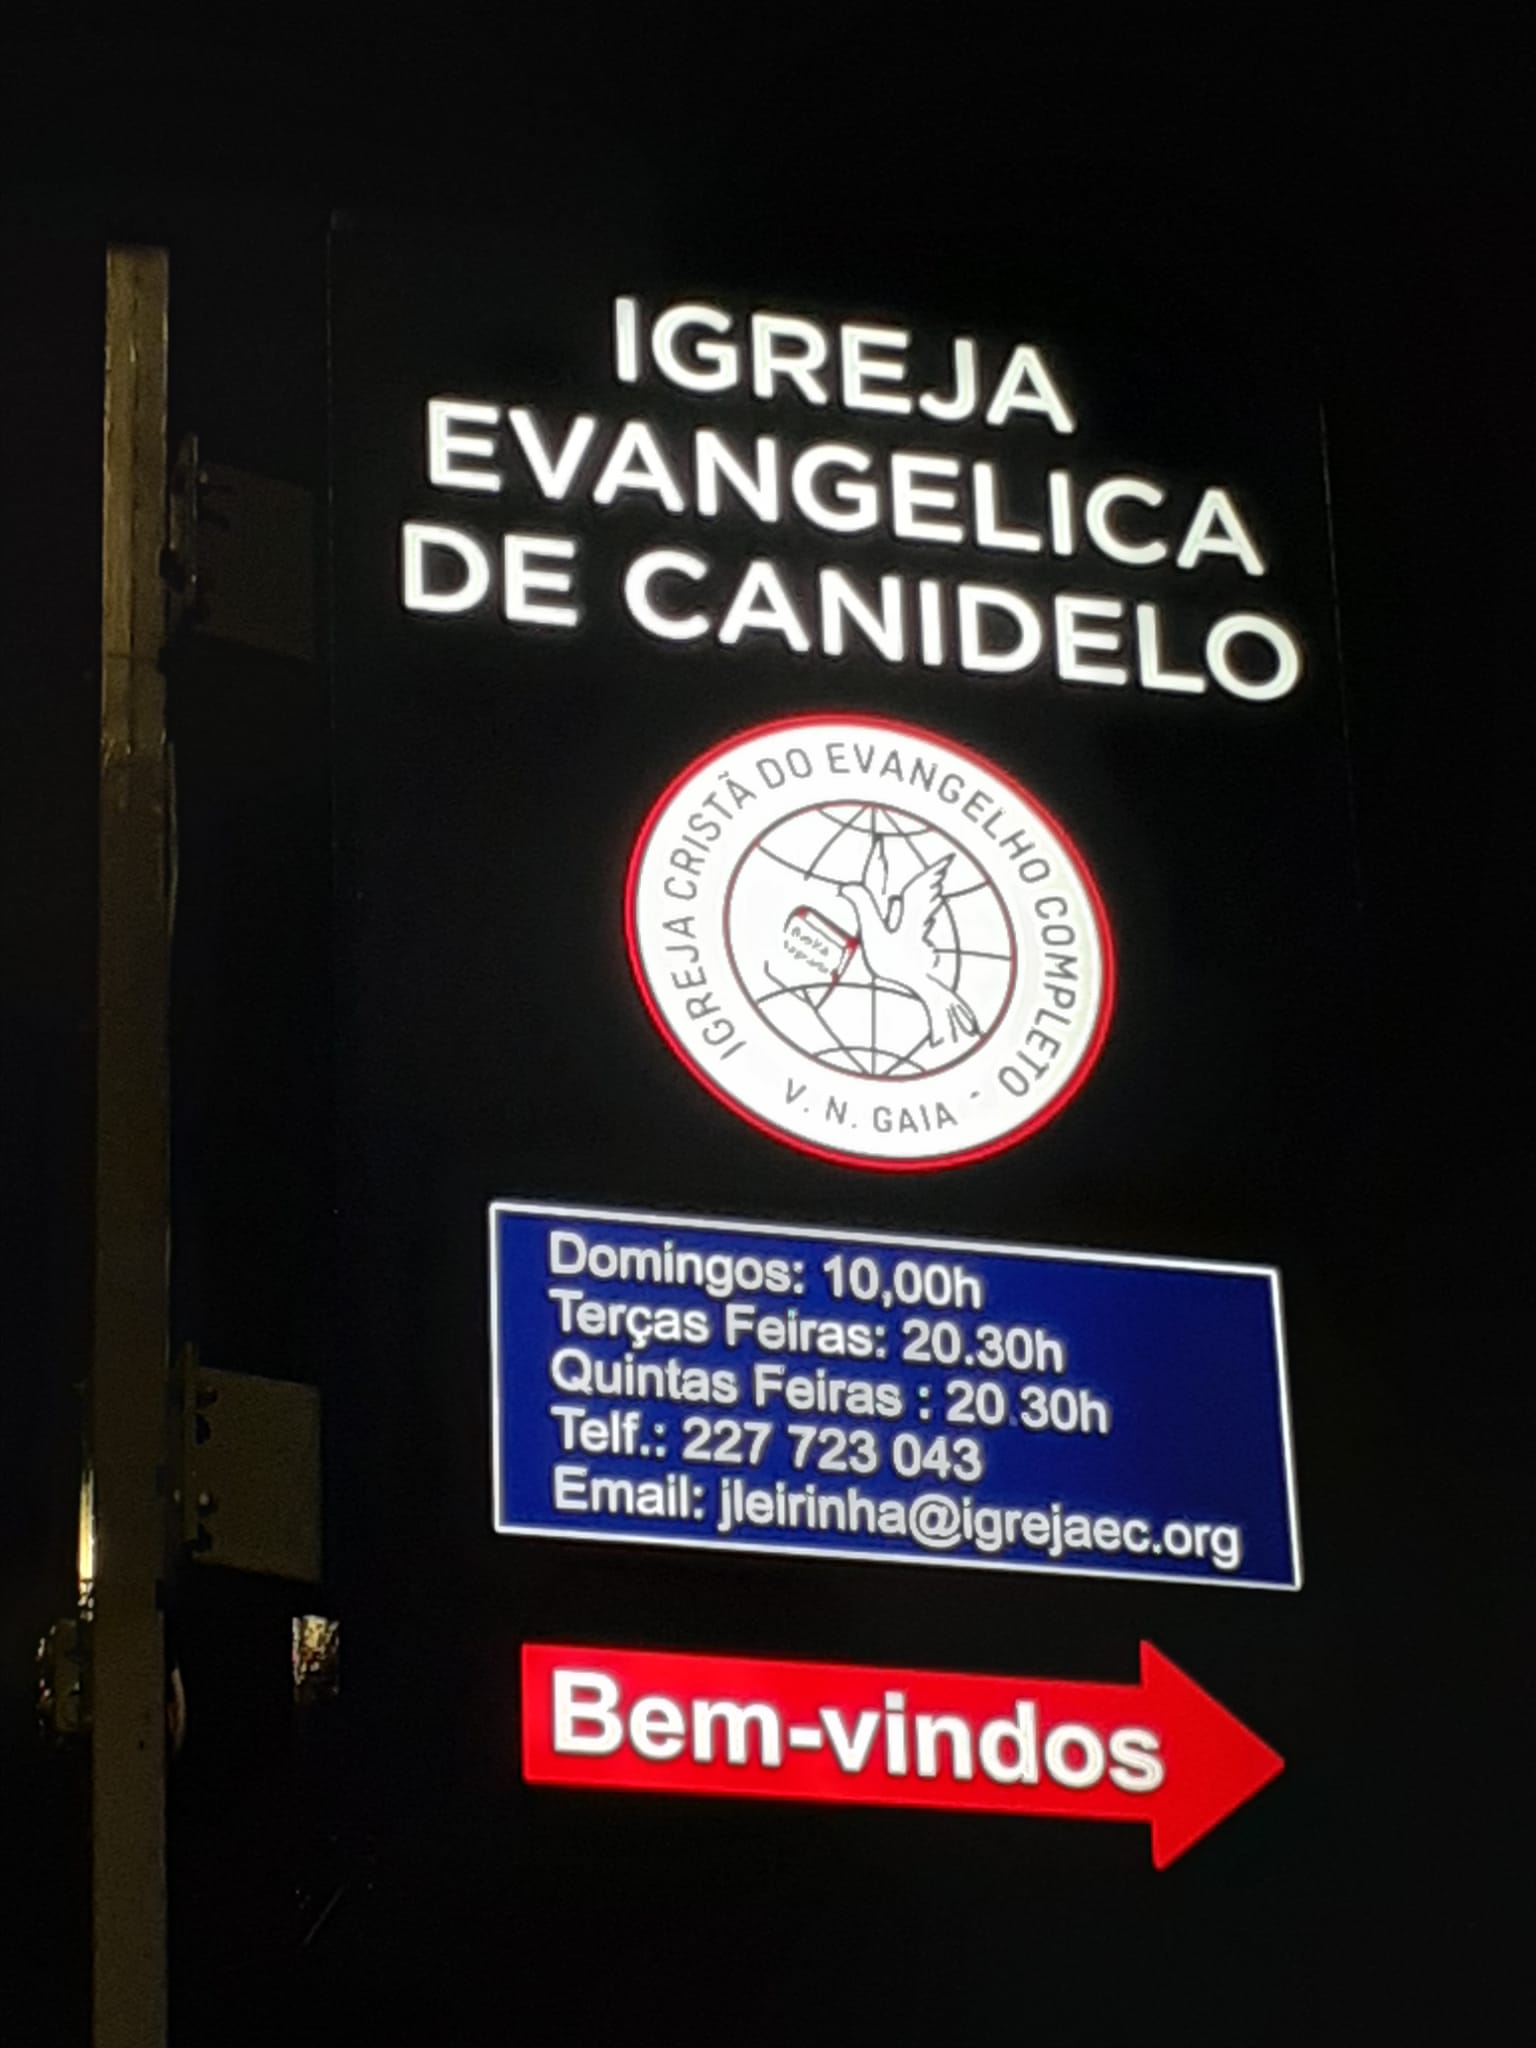 IGREJA
EVANGELICA
DE CANIDELO
IGREJA CRISTÃ DO EVANGELHO COMPLETO
V. N. GAIA -
Domingos: 10,00h
Terças Feiras: 20.30h
Quintas Feiras : 20.30h
Telf.: 227 723 043
Email: jleirinha@igrejaec.org
Bem-vindos